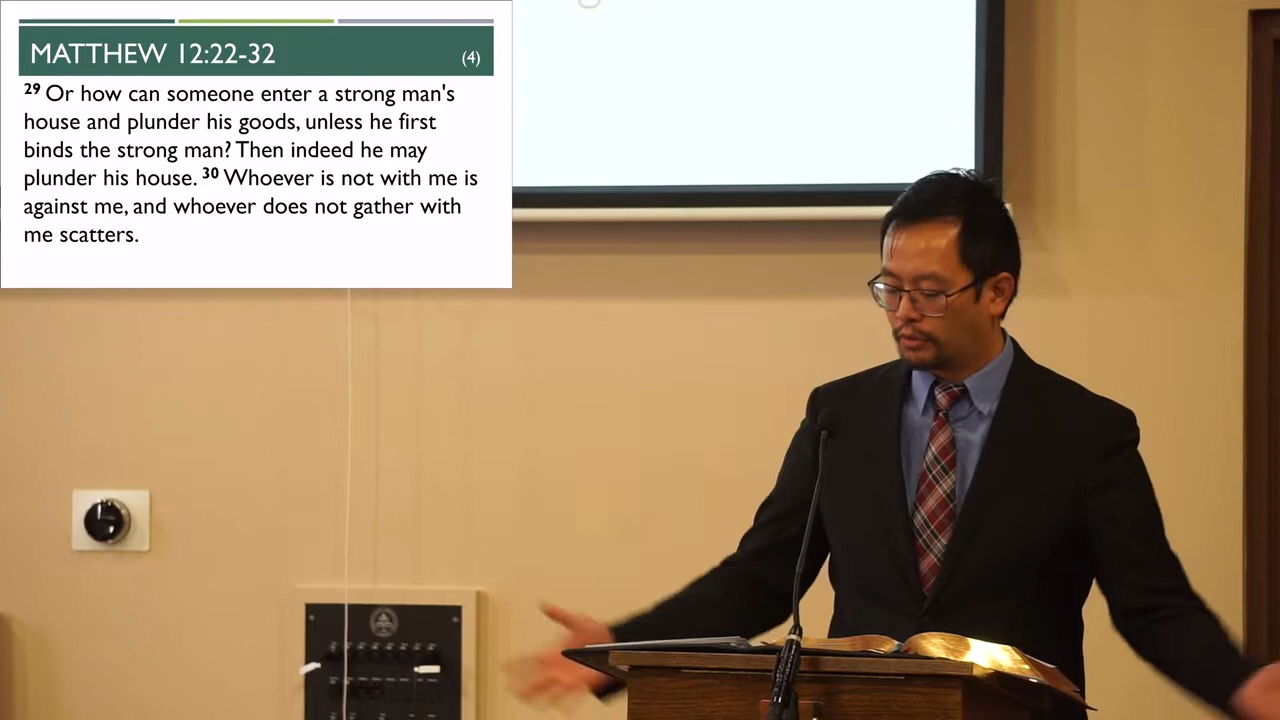 MATTHEW 12:22-32 (4)
29 Or how can someone enter a strong man's
house and plunder his goods, unless he first
binds the strong man? Then indeed he may
plunder his house. 30 Whoever is not with me is
against me, and whoever does not gather with
me scatters.